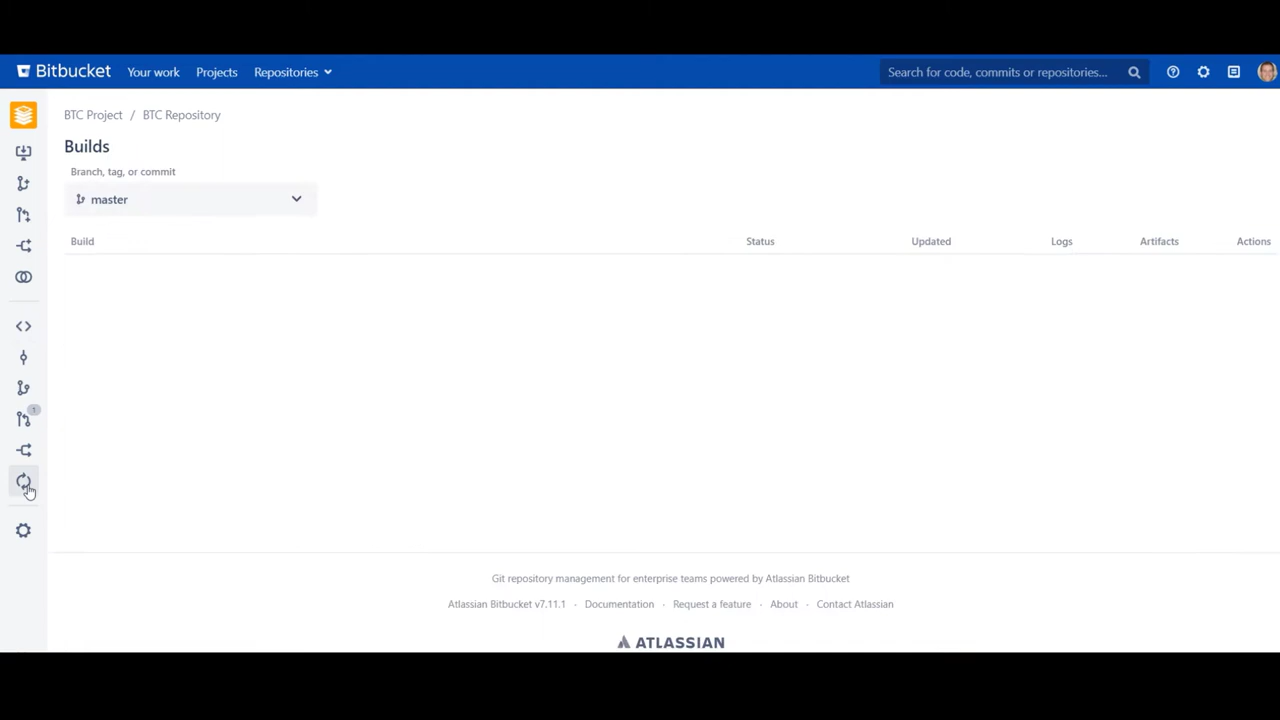 Bitbucket Your work Projects Repositories Search for code, commits or repositories...
BTC Project / BTC Repository
Builds
Branch, tag, or commit
master
Build Status Updated Logs Artifacts Actions
1
Git repository management for enterprise teams powered by Atlassian Bitbucket
Atlassian Bitbucket v7.11.1 · Documentation · Request a feature · About · Contact Atlassian
ATLASSIAN